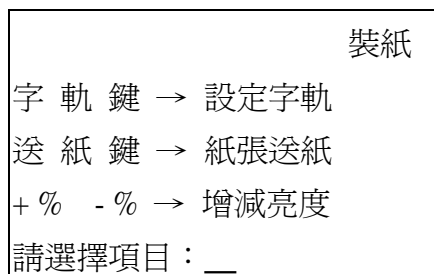 裝紙
字 軌 鍵 → 設定字軌
送 紙 鍵 → 紙張送紙
+ %  - % → 增減亮度
請選擇項目：__